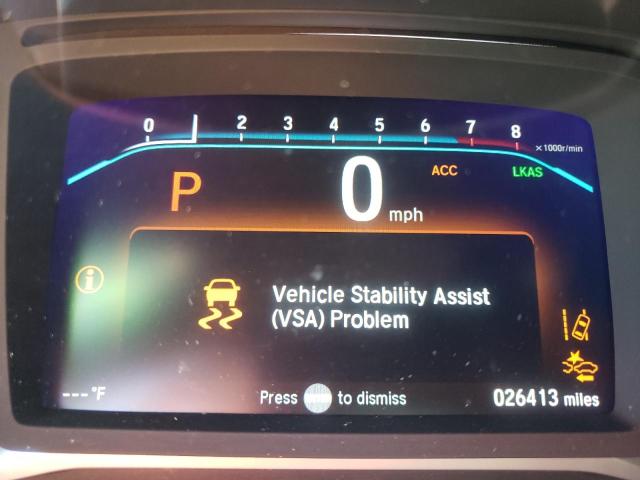 0 2 3 4 5 6 7 8
×1000r/min
P 0 mph
ACC LKAS
Vehicle Stability Assist
(VSA) Problem
---°F
Press to dismiss
026413 miles